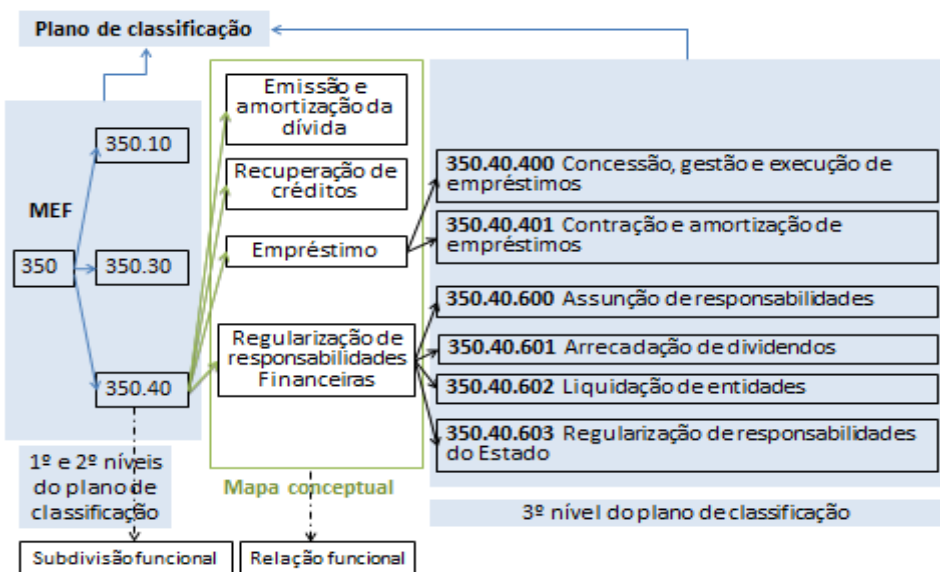 Plano de classificação
MEF
350
350.10
350.30
350.40
1º e 2º níveis
do plano de
classificação
Subdivisão funcional
Emissão e
amortização da
dívida
Recuperação de
créditos
Empréstimo
Regularização de
responsabilidades
Financeiras
Mapa conceptual
Relação funcional
350.40.400 Concessão, gestão e execução de
empréstimos
350.40.401 Contração e amortização de
empréstimos
350.40.600 Assunção de responsabilidades
350.40.601 Arrecadação de dividendos
350.40.602 Liquidação de entidades
350.40.603 Regularização de responsabilidades
do Estado
3º nível do plano de classificação